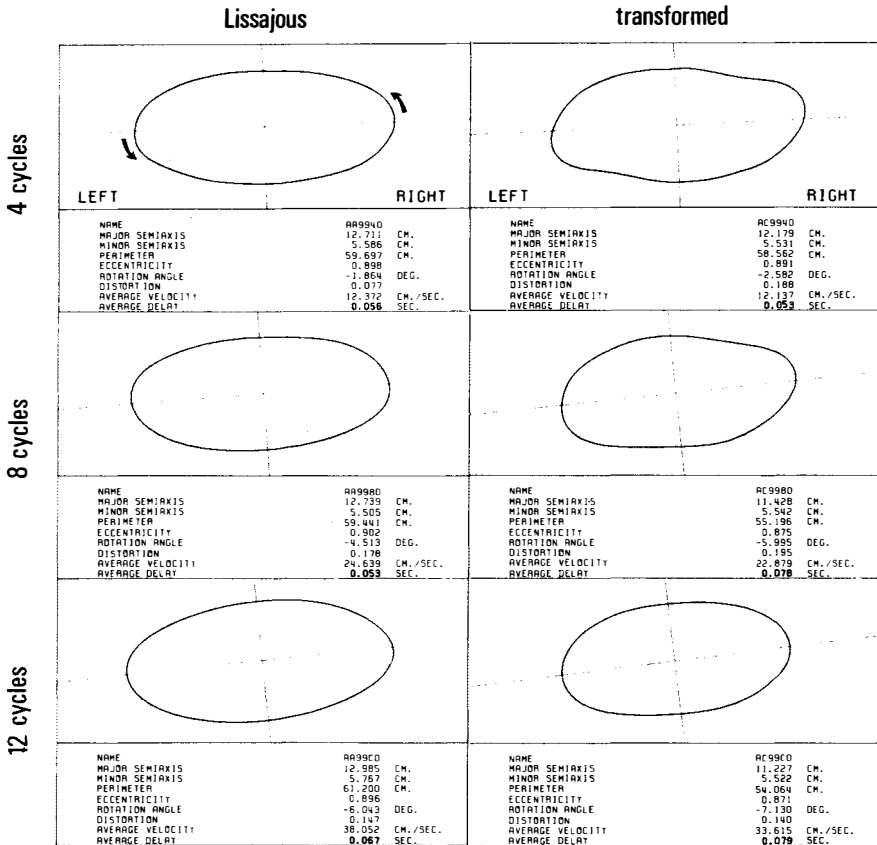 Lissajous transformed
4 cycles
LEFT RIGHT LEFT RIGHT
NAME AA9940
MAJOR SEMIAXIS 12.711 CM.
MINOR SEMIAXIS 5.586 CM.
PERIMETER 59.697 CM.
ECCENTRICITY 0.898
ROTATION ANGLE -1.864 DEG.
DISTORTION 0.077
AVERAGE VELOCITY 12.372 CM./SEC.
AVERAGE DELAY 0.056 SEC.
NAME AC9940
MAJOR SEMIAXIS 12.179 CM.
MINOR SEMIAXIS 5.531 CM.
PERIMETER 58.562 CM.
ECCENTRICITY 0.891
ROTATION ANGLE -2.582 DEG.
DISTORTION 0.188
AVERAGE VELOCITY 12.137 CM./SEC.
AVERAGE DELAY 0.053 SEC.
8 cycles
NAME AA9980
MAJOR SEMIAXIS 12.739 CM.
MINOR SEMIAXIS 5.505 CM.
PERIMETER 59.441 CM.
ECCENTRICITY 0.902
ROTATION ANGLE -4.513 DEG.
DISTORTION 0.178
AVERAGE VELOCITY 24.639 CM./SEC.
AVERAGE DELAY 0.053 SEC.
NAME AC9980
MAJOR SEMIAXIS 11.428 CM.
MINOR SEMIAXIS 5.542 CM.
PERIMETER 55.196 CM.
ECCENTRICITY 0.875
ROTATION ANGLE -5.995 DEG.
DISTORTION 0.195
AVERAGE VELOCITY 22.879 CM./SEC.
AVERAGE DELAY 0.078 SEC.
12 cycles
NAME AA99C0
MAJOR SEMIAXIS 12.985 CM.
MINOR SEMIAXIS 5.767 CM.
PERIMETER 61.200 CM.
ECCENTRICITY 0.896
ROTATION ANGLE -6.043 DEG.
DISTORTION 0.147
AVERAGE VELOCITY 38.052 CM./SEC.
AVERAGE DELAY 0.067 SEC.
NAME AC99C0
MAJOR SEMIAXIS 11.227 CM.
MINOR SEMIAXIS 5.522 CM.
PERIMETER 54.064 CM.
ECCENTRICITY 0.871
ROTATION ANGLE -7.130 DEG.
DISTORTION 0.140
AVERAGE VELOCITY 33.615 CM./SEC.
AVERAGE DELAY 0.079 SEC.